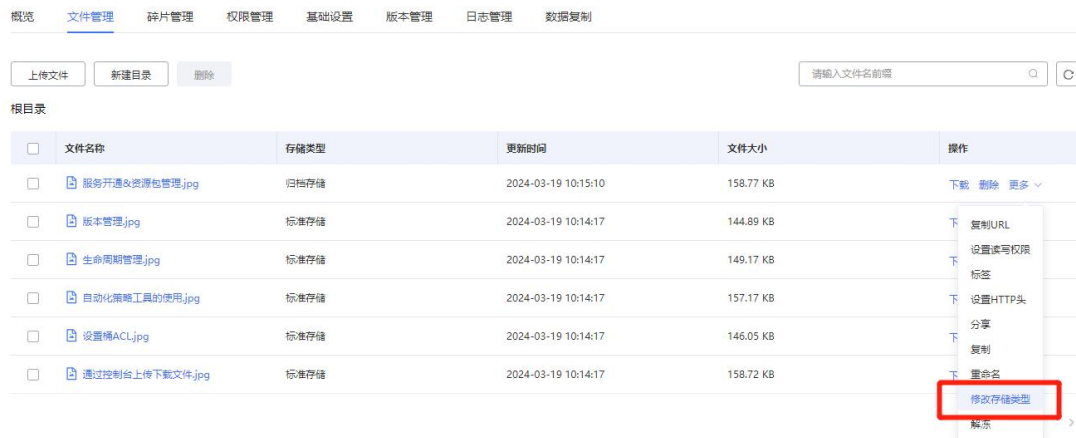 概览 文件管理 碎片管理 权限管理 基础设置 版本管理 日志管理 数据复制
上传文件 新建目录 删除 请输入文件名前缀
根目录
文件名称 存储类型 更新时间 文件大小 操作
服务开通&资源包管理.jpg 归档存储 2024-03-19 10:15:10 158.77 KB 下载 删除 更多
版本管理.jpg 标准存储 2024-03-19 10:14:17 144.89 KB 下
复制URL
设置读写权限
生命周期管理.jpg 标准存储 2024-03-19 10:14:17 149.17 KB 下
标签
自动化策略工具的使用.jpg 标准存储 2024-03-19 10:14:17 157.17 KB 下
设置HTTP头
分享
设置桶ACL.jpg 标准存储 2024-03-19 10:14:17 146.05 KB 下
复制
通过控制台上传下载文件.jpg 标准存储 2024-03-19 10:14:17 158.72 KB 下
重命名
修改存储类型
解冻